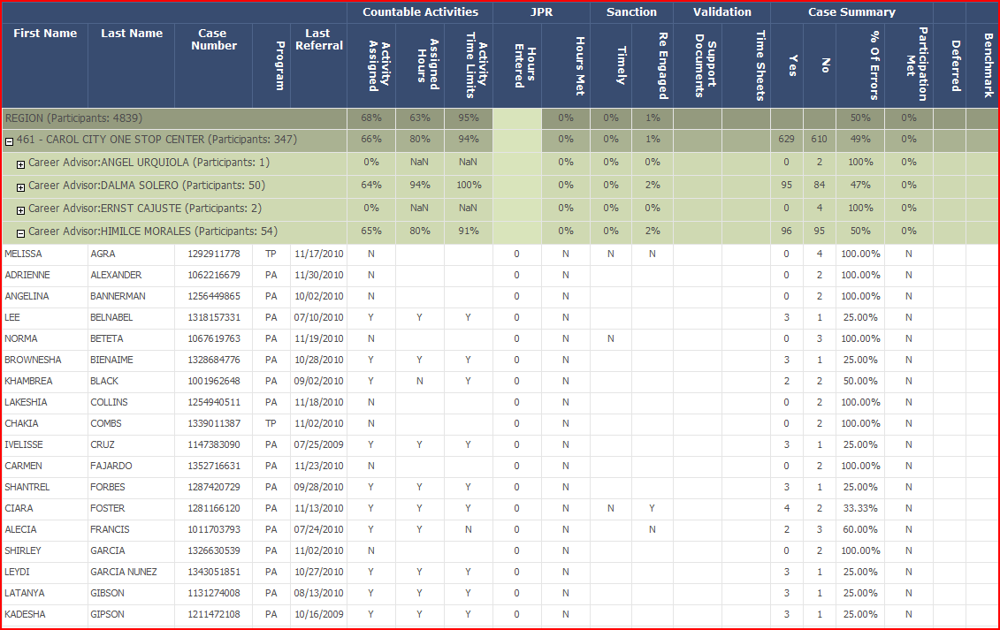 Countable Activities JPR Sanction Validation Case Summary
First Name Last Name Case Number Program Last Referral Activity Assigned Assigned Hours Activity Time Limits Hours Entered Hours Met Timely Re Engaged Support Documents Time Sheets Yes No % Of Errors Participation Met Deferred Benchmark
REGION (Participants: 4839) 68% 63% 95% 0% 0% 1% 50% 0%
461 - CAROL CITY ONE STOP CENTER (Participants: 347) 66% 80% 94% 0% 0% 1% 629 610 49% 0%
Career Advisor:ANGEL URQUIOLA (Participants: 1) 0% NaN NaN 0% 0% 0% 0 2 100% 0%
Career Advisor:DALMA SOLERO (Participants: 50) 64% 94% 100% 0% 0% 2% 95 84 47% 0%
Career Advisor:ERNST CAJUSTE (Participants: 2) 0% NaN NaN 0% 0% 0% 0 4 100% 0%
Career Advisor:HIMILCE MORALES (Participants: 54) 65% 80% 91% 0% 0% 2% 96 95 50% 0%
MELISSA AGRA 1292911778 TP 11/17/2010 N 0 N N N 0 4 100.00% N
ADRIENNE ALEXANDER 1062216679 PA 11/30/2010 N 0 N 0 2 100.00% N
ANGELINA BANNERMAN 1256449865 PA 10/02/2010 N 0 N 0 2 100.00% N
LEE BELNABEL 1318157331 PA 07/10/2010 Y Y Y 0 N 3 1 25.00% N
NORMA BETETA 1067619763 PA 11/19/2010 N 0 N N 0 3 100.00% N
BROWNESHA BIENAIME 1328684776 PA 10/28/2010 Y Y Y 0 N 3 1 25.00% N
KHAMBREA BLACK 1001962648 PA 09/02/2010 Y N Y 0 N 2 2 50.00% N
LAKESHIA COLLINS 1254940511 PA 11/18/2010 N 0 N 0 2 100.00% N
CHAKIA COMBS 1339011387 TP 11/02/2010 N 0 N 0 2 100.00% N
IVELISSE CRUZ 1147383090 PA 07/25/2009 Y Y Y 0 N 3 1 25.00% N
CARMEN FAJARDO 1352716631 PA 11/23/2010 N 0 N 0 2 100.00% N
SHANTREL FORBES 1287420729 PA 09/28/2010 Y Y Y 0 N 3 1 25.00% N
CIARA FOSTER 1281166120 PA 11/13/2010 Y Y Y 0 N N Y 4 2 33.33% N
ALECIA FRANCIS 1011703793 PA 07/24/2010 Y Y N 0 N N 2 3 60.00% N
SHIRLEY GARCIA 1326630539 PA 11/02/2010 N 0 N 0 2 100.00% N
LEYDI GARCIA NUNEZ 1343051851 PA 10/27/2010 Y Y Y 0 N 3 1 25.00% N
LATANYA GIBSON 1131274008 PA 08/13/2010 Y Y Y 0 N 3 1 25.00% N
KADESHA GIPSON 1211472108 PA 10/16/2009 Y Y Y 0 N 3 1 25.00% N